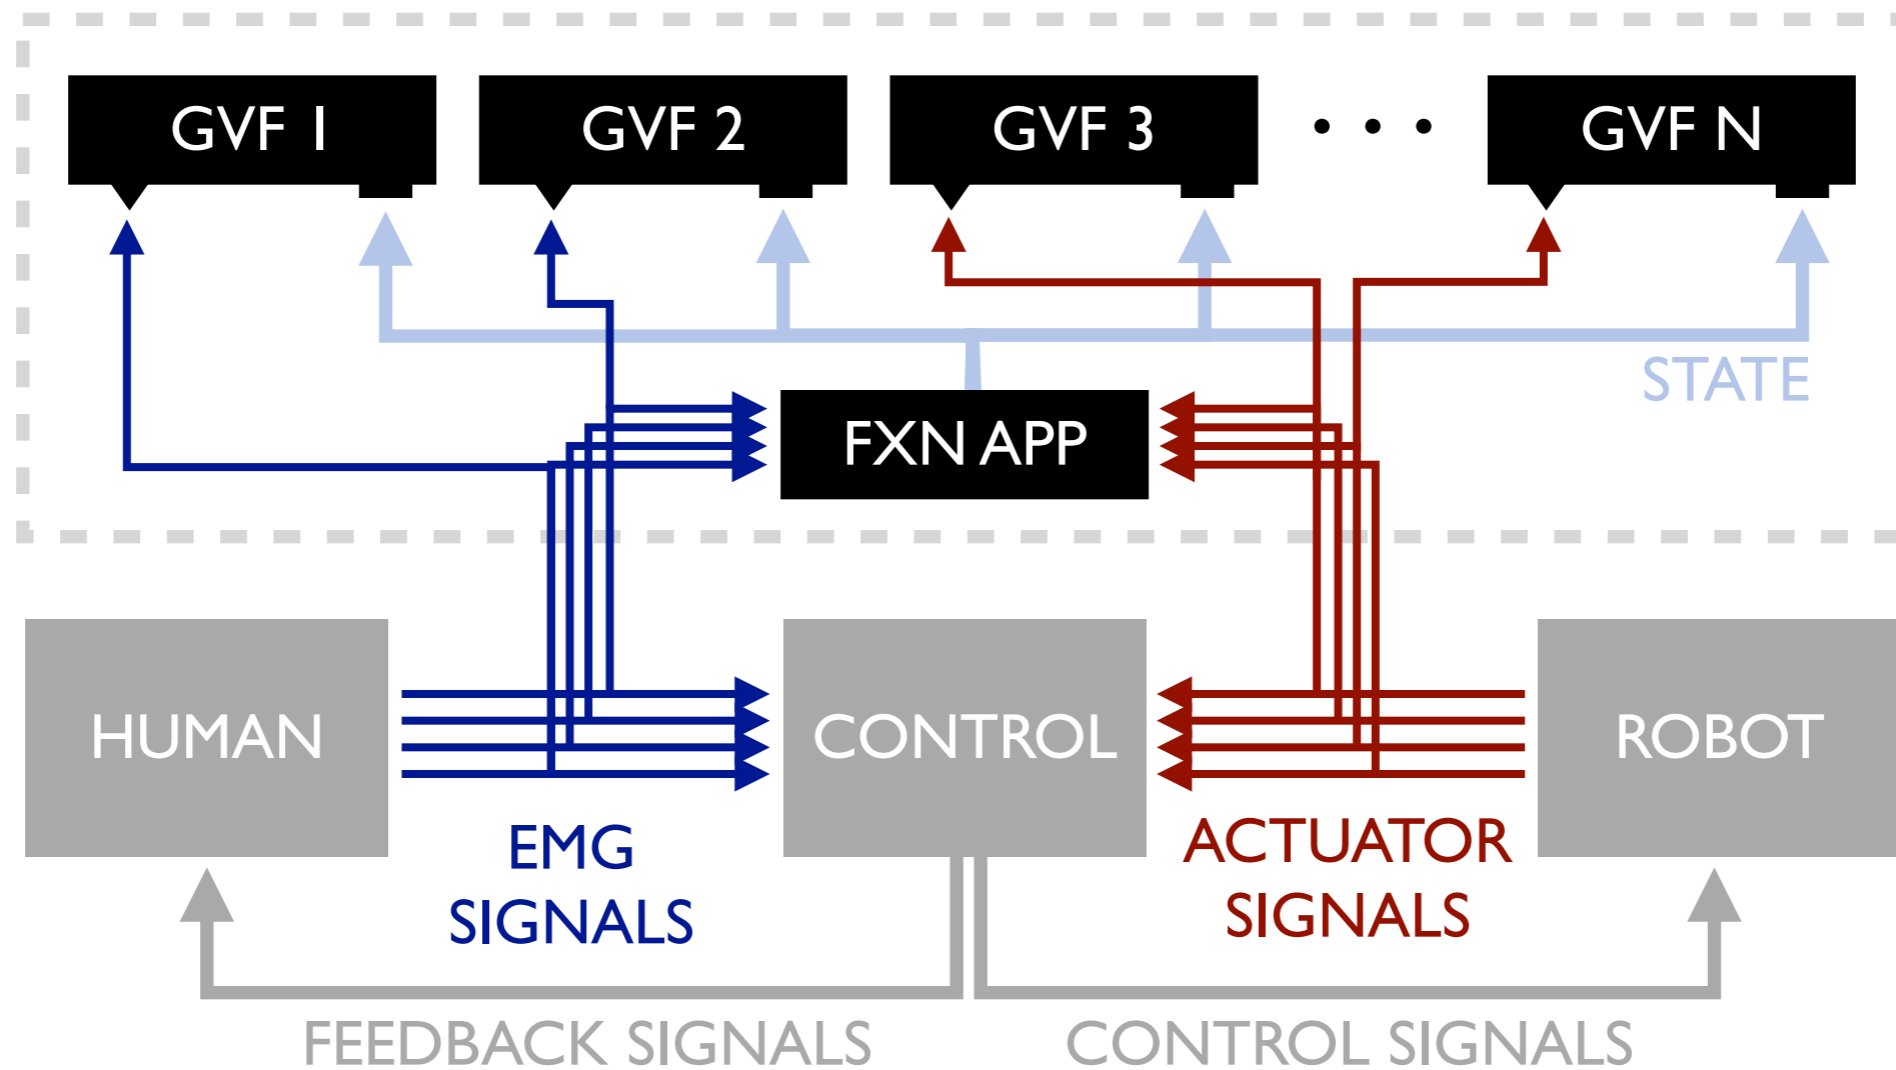 GVF 1
GVF 2
GVF 3
• • •
GVF N
STATE
FXN APP
HUMAN
CONTROL
ROBOT
EMG
SIGNALS
ACTUATOR
SIGNALS
FEEDBACK SIGNALS
CONTROL SIGNALS